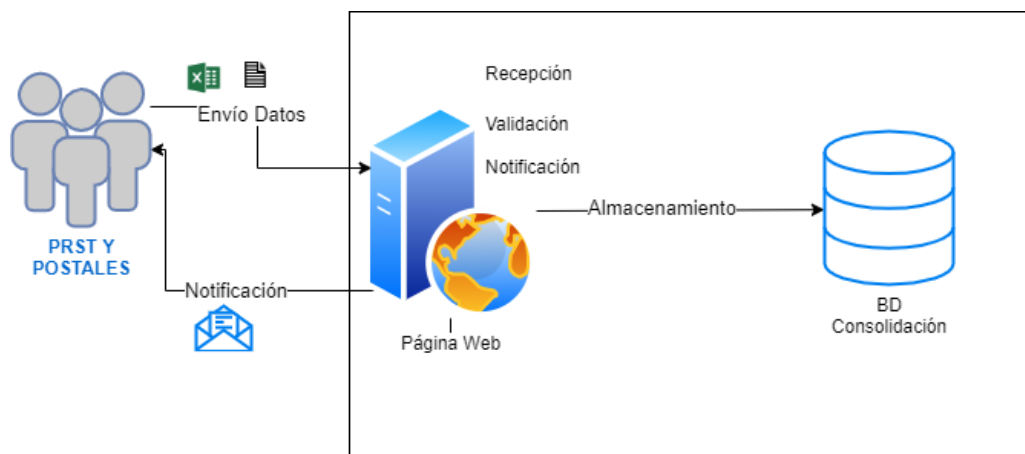 Recepción
Envío Datos
Validación
Notificación
Almacenamiento
PRST Y
POSTALES
Notificación
BD
Consolidación
Página Web